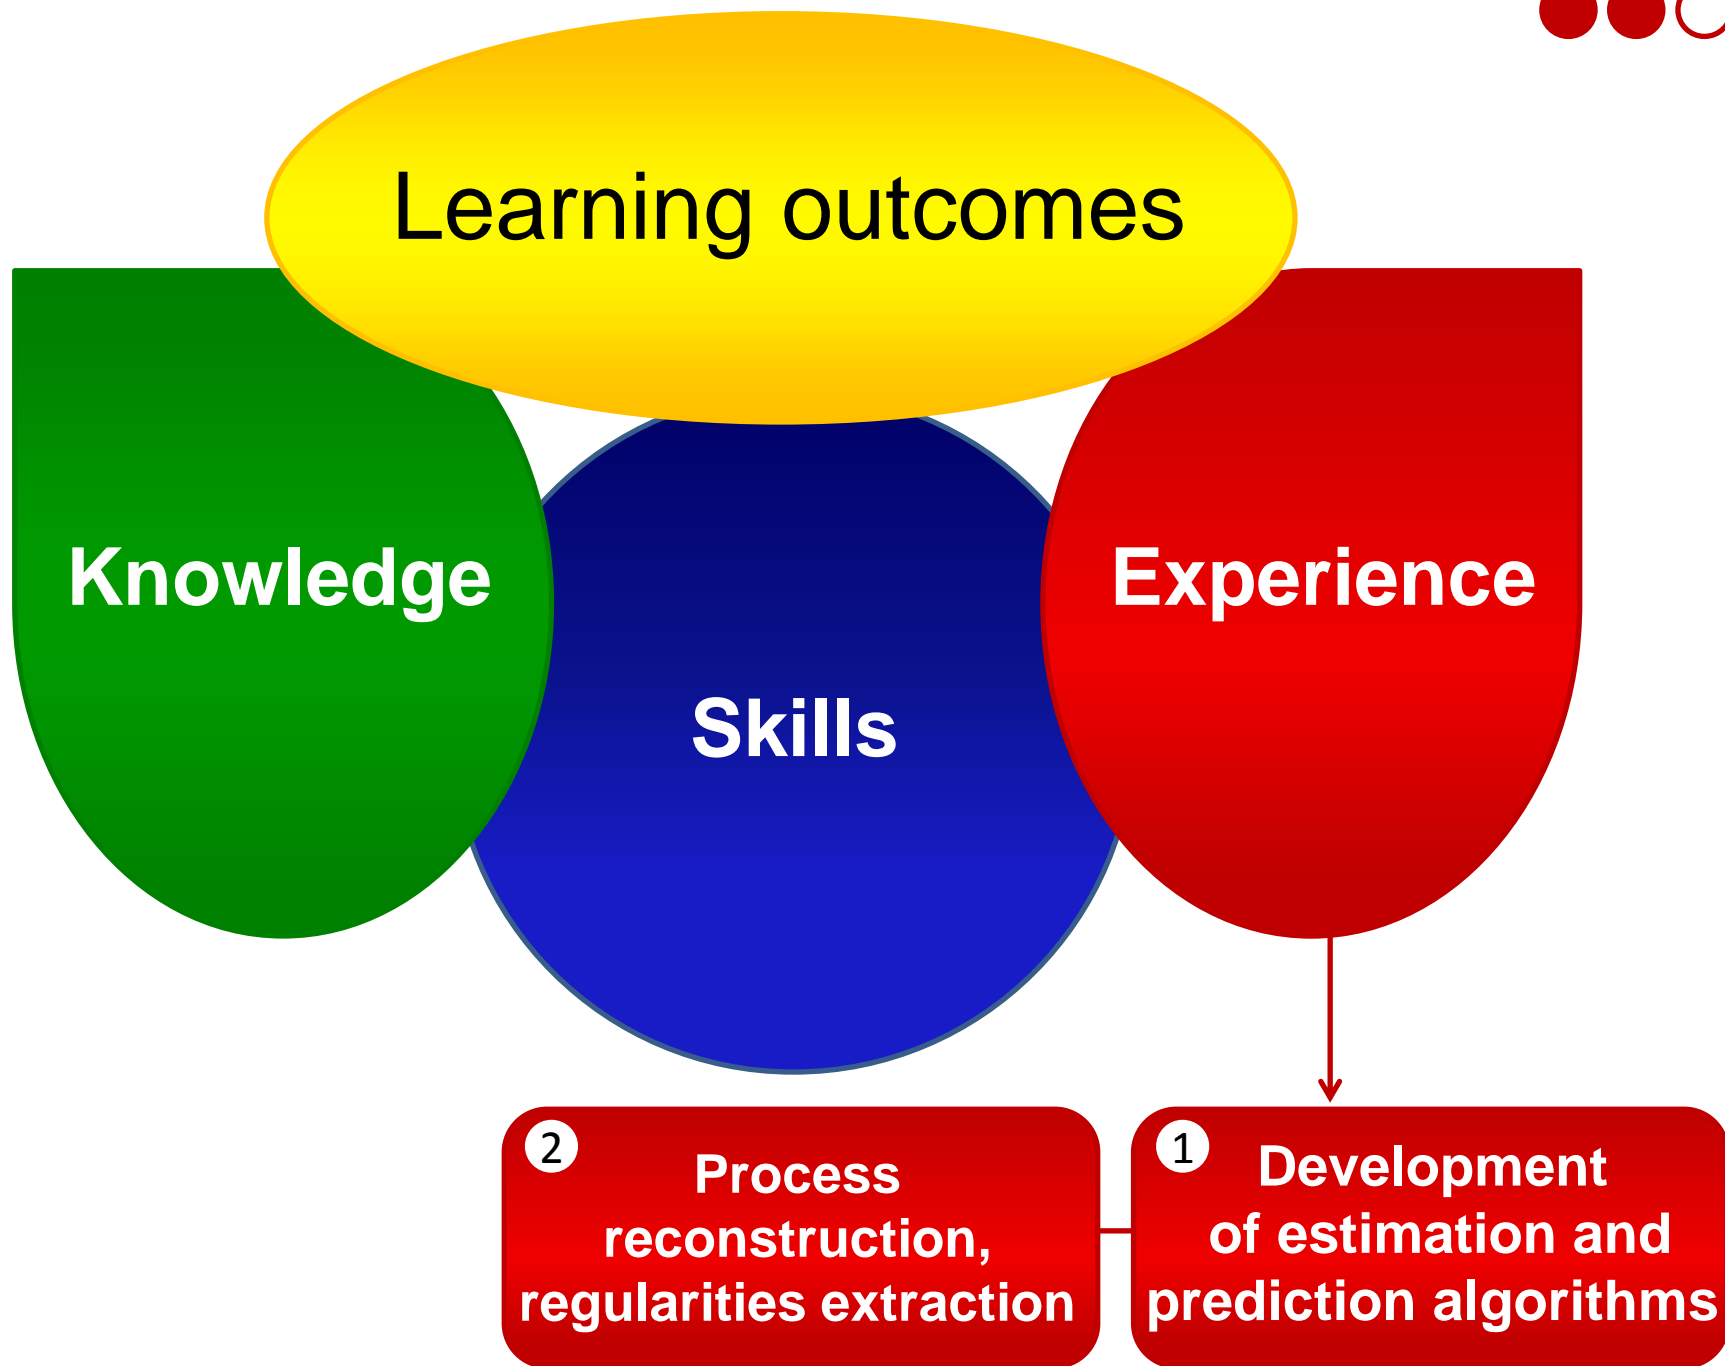 Learning outcomes
Knowledge
Experience
Skills
2
Process
reconstruction,
regularities extraction
1
Development
of estimation and
prediction algorithms